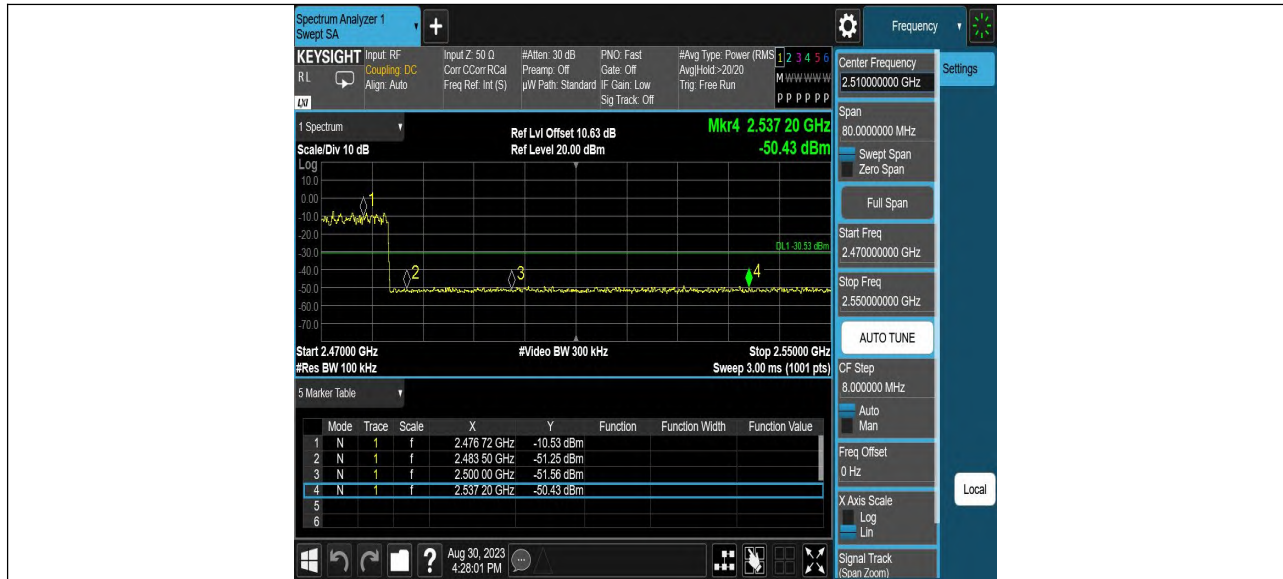 Spectrum Analyzer 1
Swept SA
+
Frequency
KEYSIGHT
RL
LXI
Input: RF
Coupling: DC
Align: Auto
Input Z: 50 Ω
Corr CCorr RCal
Freq Ref: Int (S)
#Atten: 30 dB
Preamp: Off
µW Path: Standard
PNO: Fast
Gate: Off
IF Gain: Low
Sig Track: Off
#Avg Type: Power (RMS
Avg|Hold:>20/20
Trig: Free Run
1 2 3 4 5 6
M W W W W W
P P P P P P
1 Spectrum
Scale/Div 10 dB
Ref Lvl Offset 10.63 dB
Ref Level 20.00 dBm
Mkr4 2.537 20 GHz
-50.43 dBm
Log
10.0
0.00
-10.0
-20.0
-30.0
-40.0
-50.0
-60.0
-70.0
1
2
3
4
DL1 -30.53 dBm
Start 2.47000 GHz
#Res BW 100 kHz
#Video BW 300 kHz
Stop 2.55000 GHz
Sweep 3.00 ms (1001 pts)
5 Marker Table
Mode Trace Scale X Y Function Function Width Function Value
1 N 1 f 2.476 72 GHz -10.53 dBm
2 N 1 f 2.483 50 GHz -51.25 dBm
3 N 1 f 2.500 00 GHz -51.56 dBm
4 N 1 f 2.537 20 GHz -50.43 dBm
5
6
?
Aug 30, 2023
4:28:01 PM
Center Frequency
2.510000000 GHz
Span
80.0000000 MHz
Swept Span
Zero Span
Full Span
Start Freq
2.470000000 GHz
Stop Freq
2.550000000 GHz
AUTO TUNE
CF Step
8.000000 MHz
Auto
Man
Freq Offset
0 Hz
X Axis Scale
Log
Lin
Signal Track
(Span Zoom)
Settings
Local